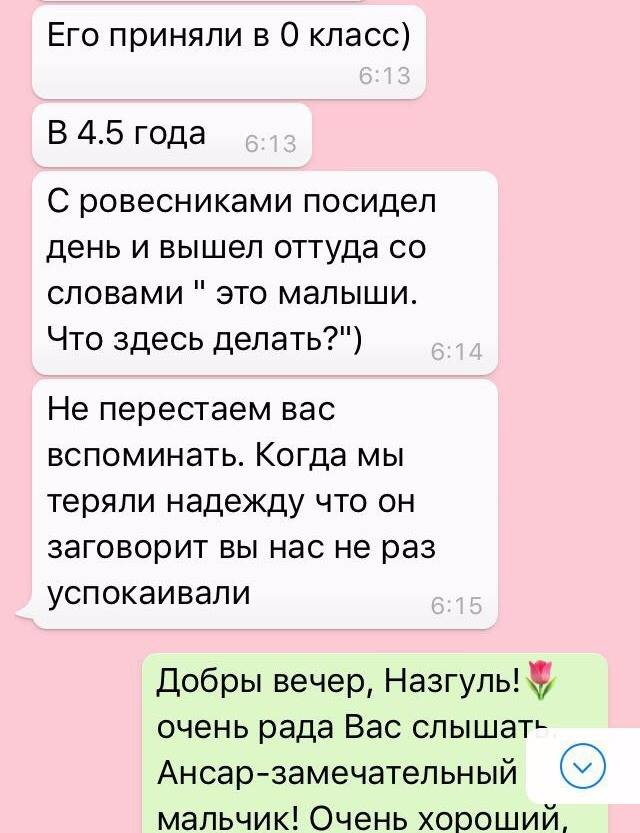 Его приняли в 0 класс)
6:13
В 4.5 года
6:13
С ровесниками посидел
день и вышел оттуда со
словами " это малыши.
Что здесь делать?")
6:14
Не перестаем вас
вспоминать. Когда мы
теряли надежду что он
заговорит вы нас не раз
успокаивали
6:15
Добры вечер, Назгуль!🌷
очень рада Вас слышать.
Ансар-замечательный
мальчик! Очень хороший,